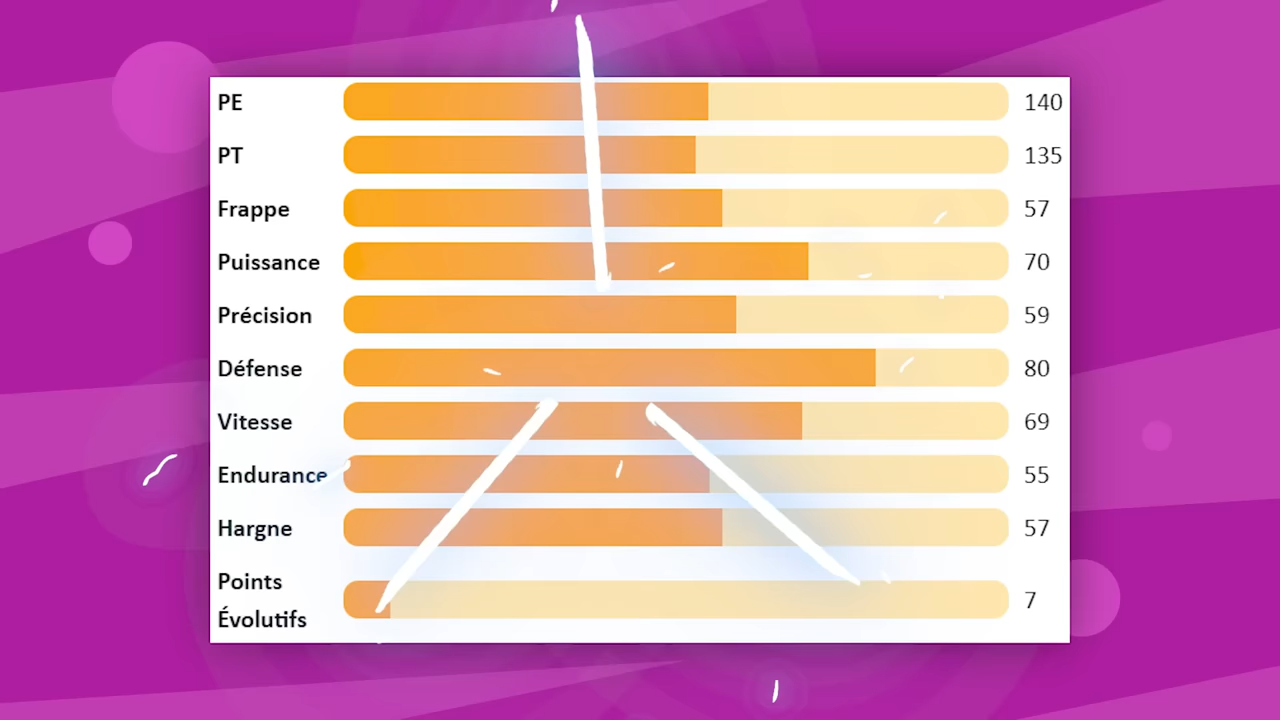 PE 140
PT 135
Frappe 57
Puissance 70
Précision 59
Défense 80
Vitesse 69
Endurance 55
Hargne 57
Points
Évolutifs 7